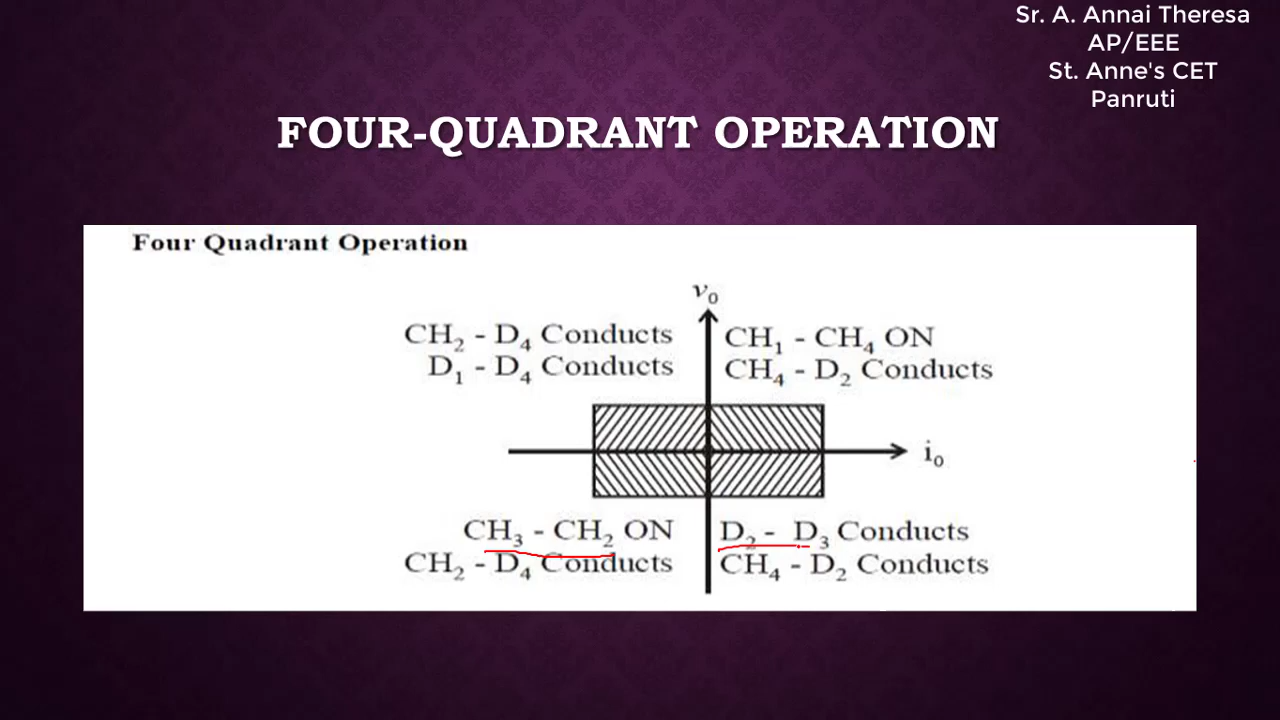 Sr. A. Annai Theresa
AP/EEE
St. Anne's CET
Panruti
FOUR-QUADRANT OPERATION
Four Quadrant Operation
v₀
CH₂ - D₄ Conducts
D₁ - D₄ Conducts
CH₁ - CH₄ ON
CH₄ - D₂ Conducts
i₀
CH₃ - CH₂ ON
CH₂ - D₄ Conducts
D₂ - D₃ Conducts
CH₄ - D₂ Conducts